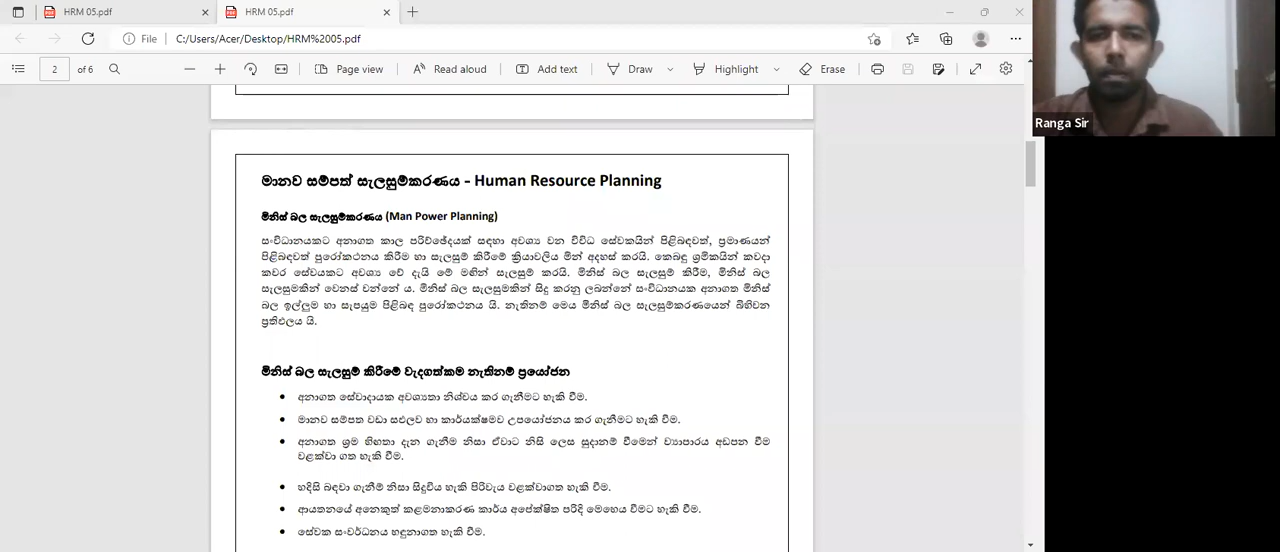 HRM 05.pdf
HRM 05.pdf
File
C:/Users/Acer/Desktop/HRM%2005.pdf
2 of 6
Page view
Read aloud
Add text
Draw
Highlight
Erase
Ranga Sir
මානව සම්පත් සැලසුම්කරණය - Human Resource Planning
මිනිස් බල සැලසුම්කරණය (Man Power Planning)
සංවිධානයකට අනාගත කාල පරිච්ඡේදයක් සඳහා අවශ්‍ය වන විවිධ සේවකයින් පිළිබඳවත්, ප්‍රමාණයන්
පිළිබඳවත් පුරෝකථනය කිරීම හා සැලසුම් කිරීමේ ක්‍රියාවලිය මින් අදහස් කරයි. කෙබඳු ශ්‍රමිකයින් කවදා
කවර සේවයකට අවශ්‍ය වේ දැයි මේ මඟින් සැලසුම් කරයි. මිනිස් බල සැලසුම් කිරීම, මිනිස් බල
සැලසුමකින් වෙනස් වන්නේ ය. මිනිස් බල සැලසුමකින් සිදු කරනු ලබන්නේ සංවිධානයක අනාගත මිනිස්
බල ඉල්ලුම හා සැපයුම පිළිබඳ පුරෝකථනය යි. නැතිනම් මෙය මිනිස් බල සැලසුම්කරණයෙන් බිහිවන
ප්‍රතිඵලය යි.
මිනිස් බල සැලසුම් කිරීමේ වැදගත්කම නැතිනම් ප්‍රයෝජන
• අනාගත සේවාදායක අවශ්‍යතා නිශ්චය කර ගැනීමට හැකි වීම.
• මානව සම්පත වඩා සඵලව හා කාර්යක්ෂමව උපයෝජනය කර ගැනීමට හැකි වීම.
• අනාගත ශ්‍රම හිඟතා දැන ගැනීම නිසා ඒවාට නිසි ලෙස සුදානම් වීමෙන් ව්‍යාපාරය අඩපන වීම
වළක්වා ගත හැකි වීම.
• හදිසි බඳවා ගැනීම් නිසා සිදුවිය හැකි පිරිවැය වළක්වාගත හැකි වීම.
• ආයතනයේ අනෙකුත් කළමනාකරණ කාර්ය අපේක්ෂිත පරිදි මෙහෙය වීමට හැකි වීම.
• සේවක සංවර්ධනය හඳුනාගත හැකි වීම.